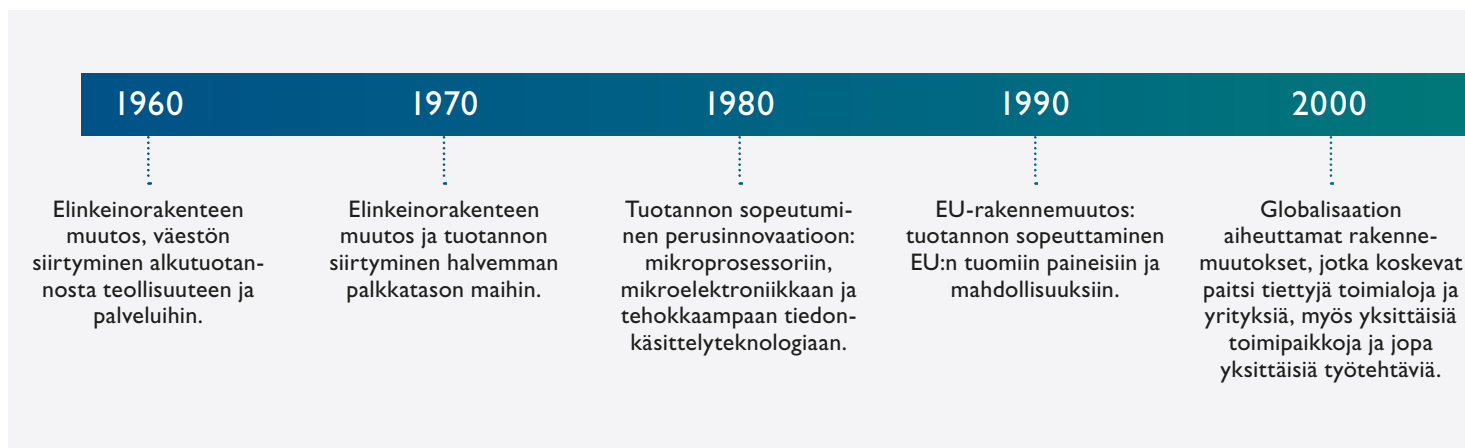 1960
1970
1980
1990
2000
Elinkeinorakenteen
muutos, väestön
siirtyminen alkutuotan-
nosta teollisuuteen ja
palveluihin.
Elinkeinorakenteen
muutos ja tuotannon
siirtyminen halvemman
palkkatason maihin.
Tuotannon sopeutumi-
nen perusinnovaatioon:
mikroprosessoriin,
mikroelektroniikkaan ja
tehokkaampaan tiedon-
käsittelyteknologiaan.
EU-rakennemuutos:
tuotannon sopeuttaminen
EU:n tuomiin paineisiin ja
mahdollisuuksiin.
Globalisaation
aiheuttamat rakenne-
muutokset, jotka koskevat
paitsi tiettyjä toimialoja ja
yrityksiä, myös yksittäisiä
toimipaikkoja ja jopa
yksittäisiä työtehtäviä.